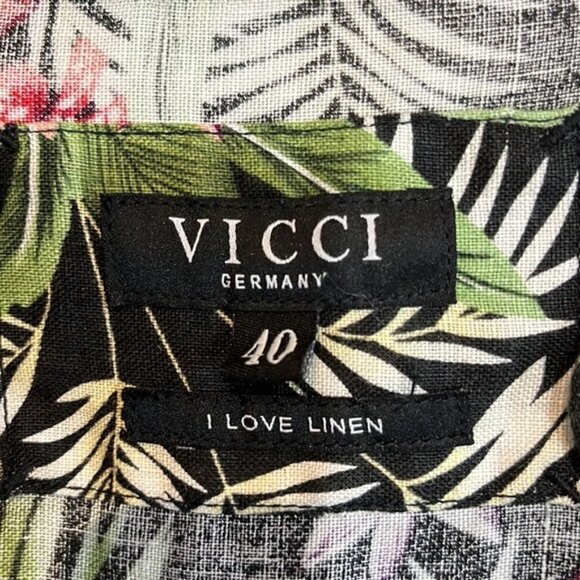 VICCI
GERMANY
40
I LOVE LINEN